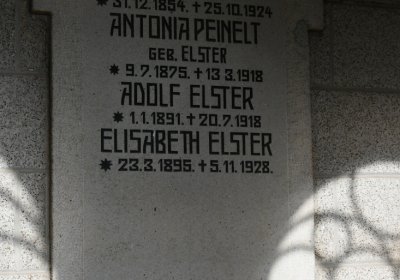 * 31.12.1854. † 25.10.1924
ANTONIA PEINELT
GEB. ELSTER
* 9.7.1875. † 13.3.1918
ADOLF ELSTER
* 1.1.1891. † 20.7.1918
ELISABETH ELSTER
* 23.3.1895. † 5.11.1928.